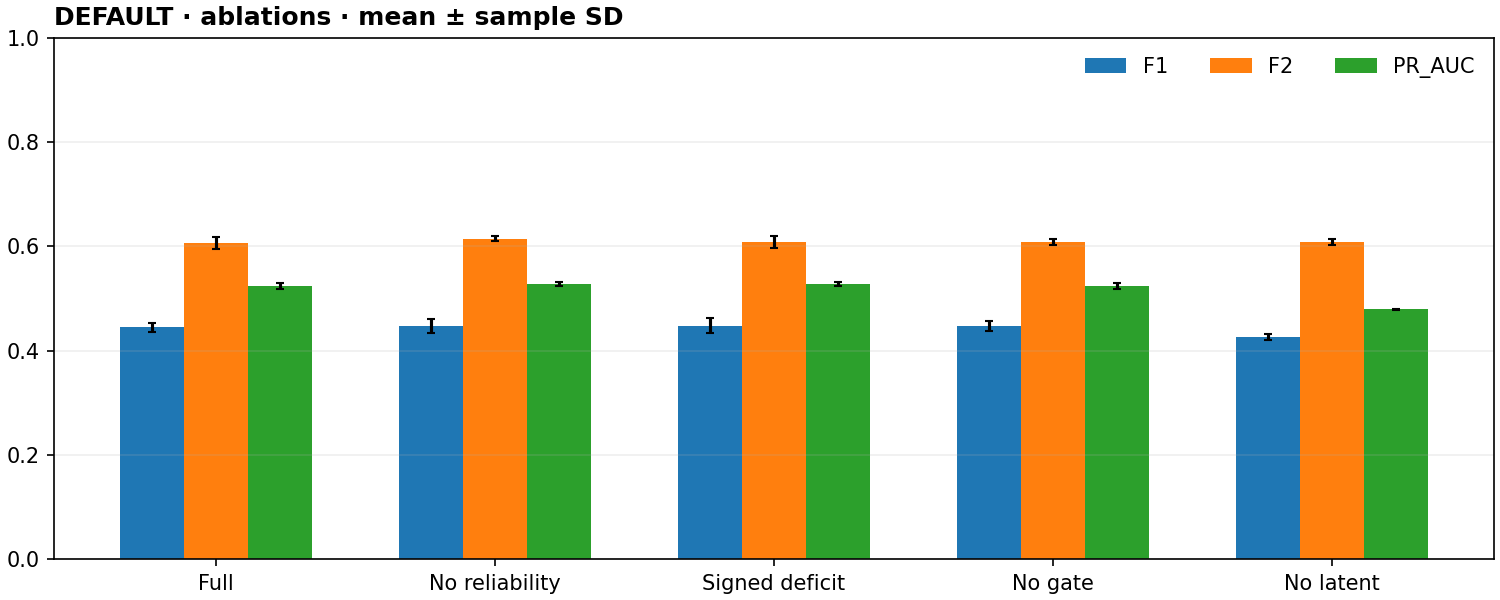 DEFAULT · ablations · mean ± sample SD
F1 F2 PR_AUC
1.0
0.8
0.6
0.4
0.2
0.0
Full No reliability Signed deficit No gate No latent